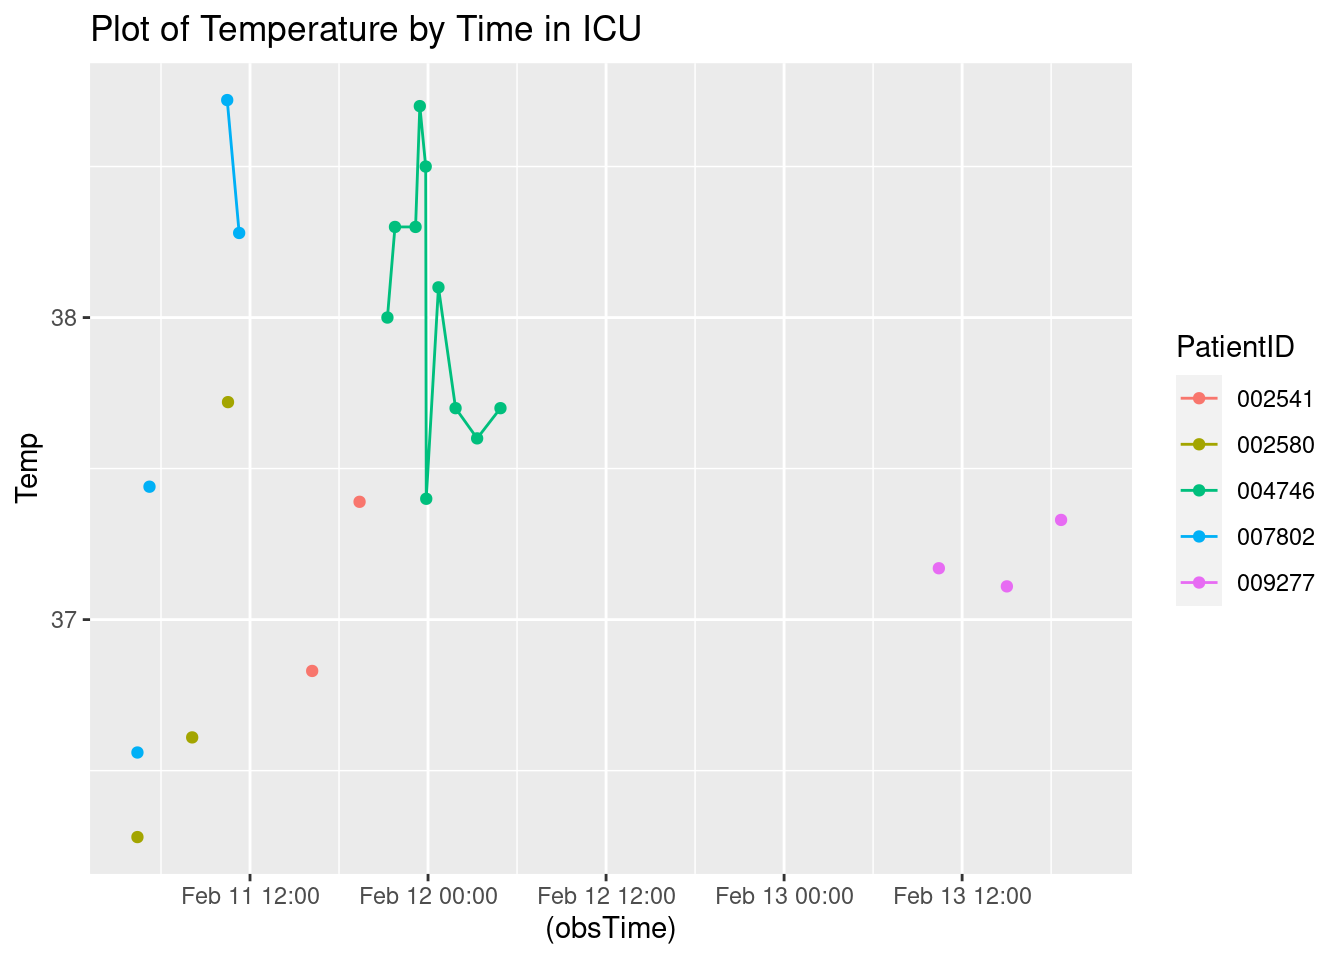 Plot of Temperature by Time in ICU
Temp
38
37
Feb 11 12:00
Feb 12 00:00
Feb 12 12:00
Feb 13 00:00
Feb 13 12:00
(obsTime)
PatientID
002541
002580
004746
007802
009277